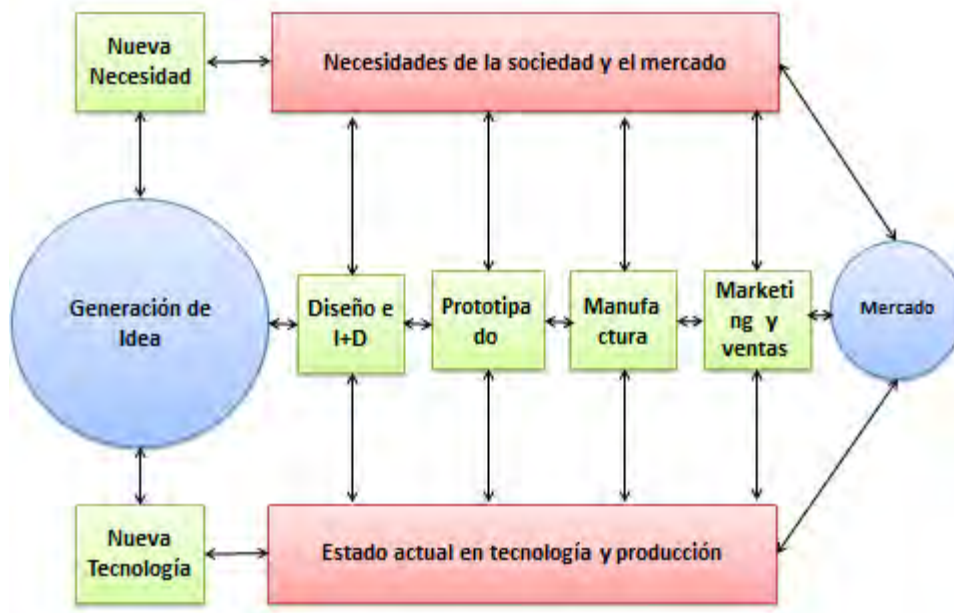 Nueva
Necesidad
Necesidades de la sociedad y el mercado
Generación de
Idea
Diseño e
I+D
Prototipa
do
Manufa
ctura
Marketi
ng y
ventas
Mercado
Nueva
Tecnología
Estado actual en tecnología y producción